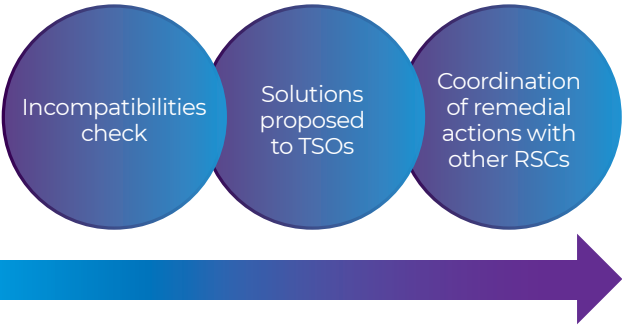 Incompatibilities
check
Solutions
proposed
to TSOs
Coordination
of remedial
actions with
other RSCs